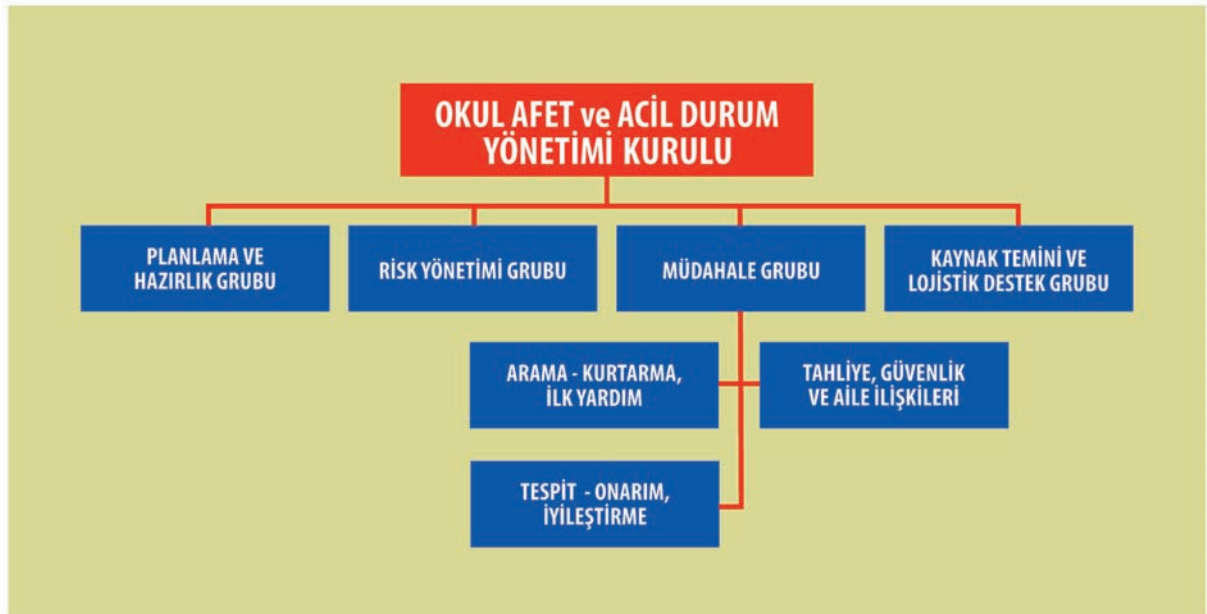 OKUL AFET ve ACİL DURUM
YÖNETİMİ KURULU
PLANLAMA VE
HAZIRLIK GRUBU
RİSK YÖNETİMİ GRUBU
MÜDAHALE GRUBU
KAYNAK TEMİNİ VE
LOJİSTİK DESTEK GRUBU
ARAMA - KURTARMA,
İLK YARDIM
TAHLİYE, GÜVENLİK
VE AİLE İLİŞKİLERİ
TESPİT - ONARIM,
İYİLEŞTİRME